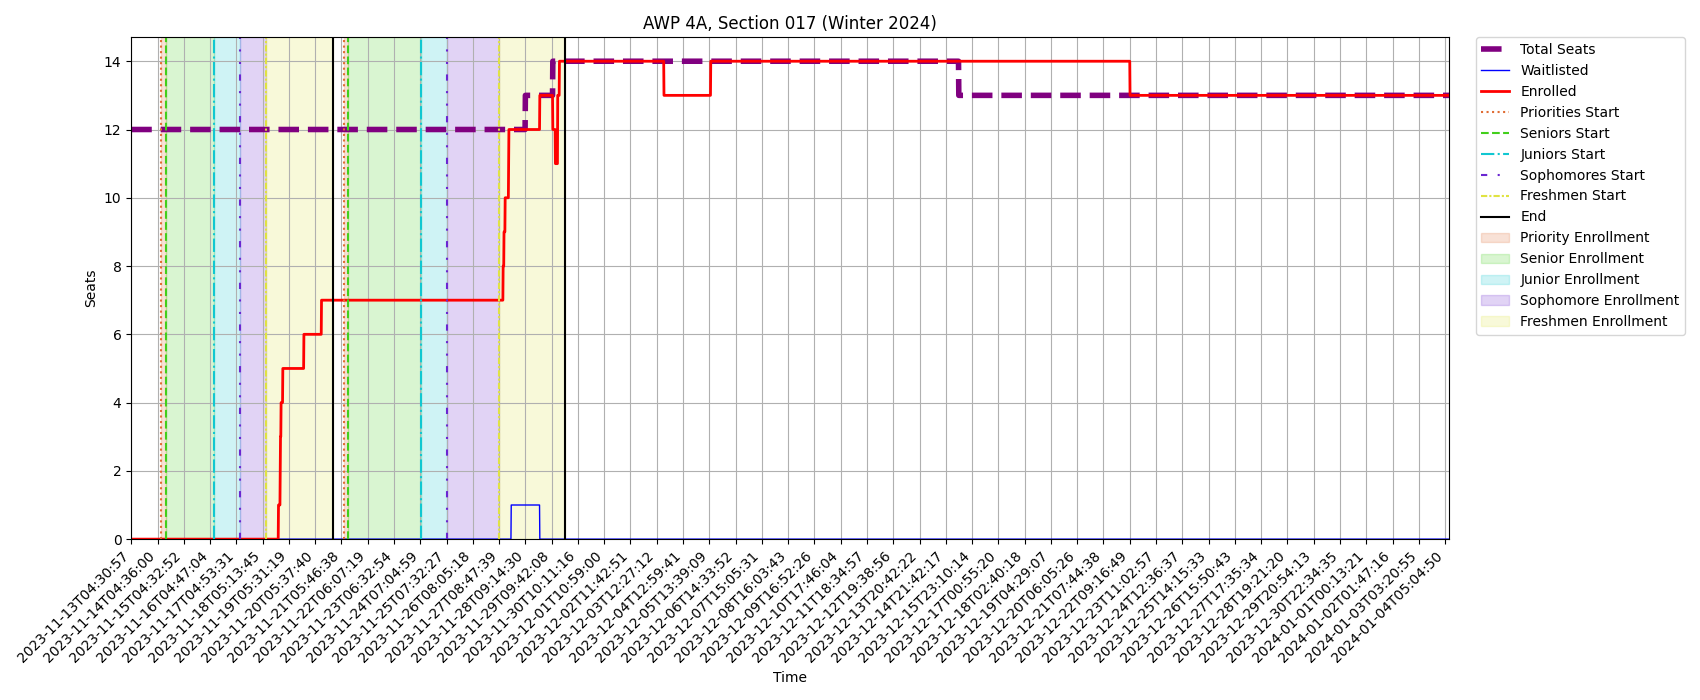 AWP 4A, Section 017 (Winter 2024)
Seats
14
12
10
8
6
4
2
0
2023-11-13T04:30:57
2023-11-14T04:36:00
2023-11-15T04:32:52
2023-11-16T04:47:04
2023-11-17T04:53:31
2023-11-18T05:13:45
2023-11-19T05:31:19
2023-11-20T05:37:40
2023-11-21T05:46:38
2023-11-22T06:07:19
2023-11-23T06:32:54
2023-11-24T07:04:59
2023-11-25T07:32:27
2023-11-26T08:05:18
2023-11-27T08:47:39
2023-11-28T09:14:30
2023-11-29T09:42:08
2023-11-30T10:11:16
2023-12-01T10:59:00
2023-12-02T11:42:51
2023-12-03T12:27:12
2023-12-04T12:59:41
2023-12-05T13:39:09
2023-12-06T14:33:52
2023-12-07T15:05:31
2023-12-08T16:03:43
2023-12-09T16:52:26
2023-12-10T17:46:04
2023-12-11T18:34:57
2023-12-12T19:38:56
2023-12-13T20:42:22
2023-12-14T21:42:17
2023-12-15T23:10:14
2023-12-17T00:55:20
2023-12-18T02:40:18
2023-12-19T04:29:07
2023-12-20T06:05:26
2023-12-21T07:44:38
2023-12-22T09:16:49
2023-12-23T11:02:57
2023-12-24T12:36:37
2023-12-25T14:15:33
2023-12-26T15:50:43
2023-12-27T17:35:34
2023-12-28T19:21:20
2023-12-29T20:54:13
2023-12-30T22:34:35
2024-01-01T00:13:21
2024-01-02T01:47:16
2024-01-03T03:20:55
2024-01-04T05:04:50
Time
Total Seats
Waitlisted
Enrolled
Priorities Start
Seniors Start
Juniors Start
Sophomores Start
Freshmen Start
End
Priority Enrollment
Senior Enrollment
Junior Enrollment
Sophomore Enrollment
Freshmen Enrollment